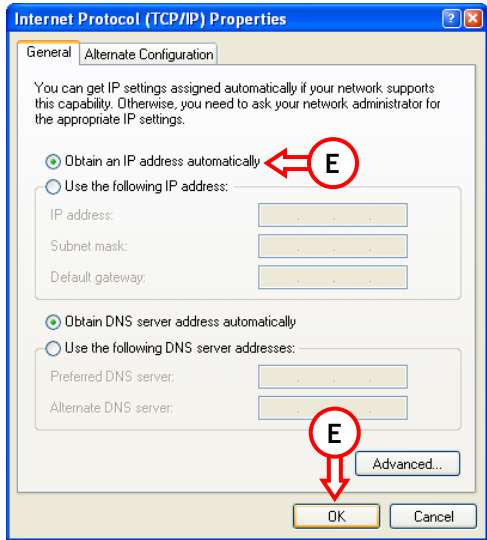 Internet Protocol (TCP/IP) Properties
General Alternate Configuration
You can get IP settings assigned automatically if your network supports
this capability. Otherwise, you need to ask your network administrator for
the appropriate IP settings.
Obtain an IP address automatically E
Use the following IP address:
IP address:
Subnet mask:
Default gateway:
Obtain DNS server address automatically
Use the following DNS server addresses:
Preferred DNS server:
Alternate DNS server:
E
Advanced...
OK Cancel